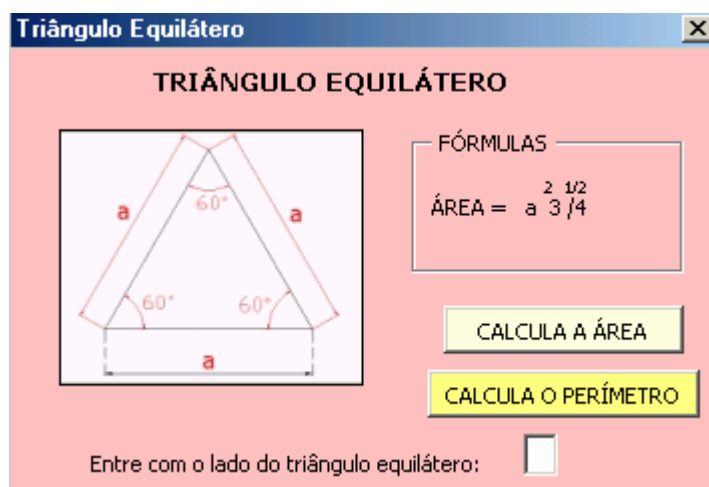 Triângulo Equilátero
TRIÂNGULO EQUILÁTERO
FÓRMULAS
2 1/2
ÁREA = a 3 /4
a
60°
a
60°
60°
a
CALCULA A ÁREA
CALCULA O PERÍMETRO
Entre com o lado do triângulo equilátero: